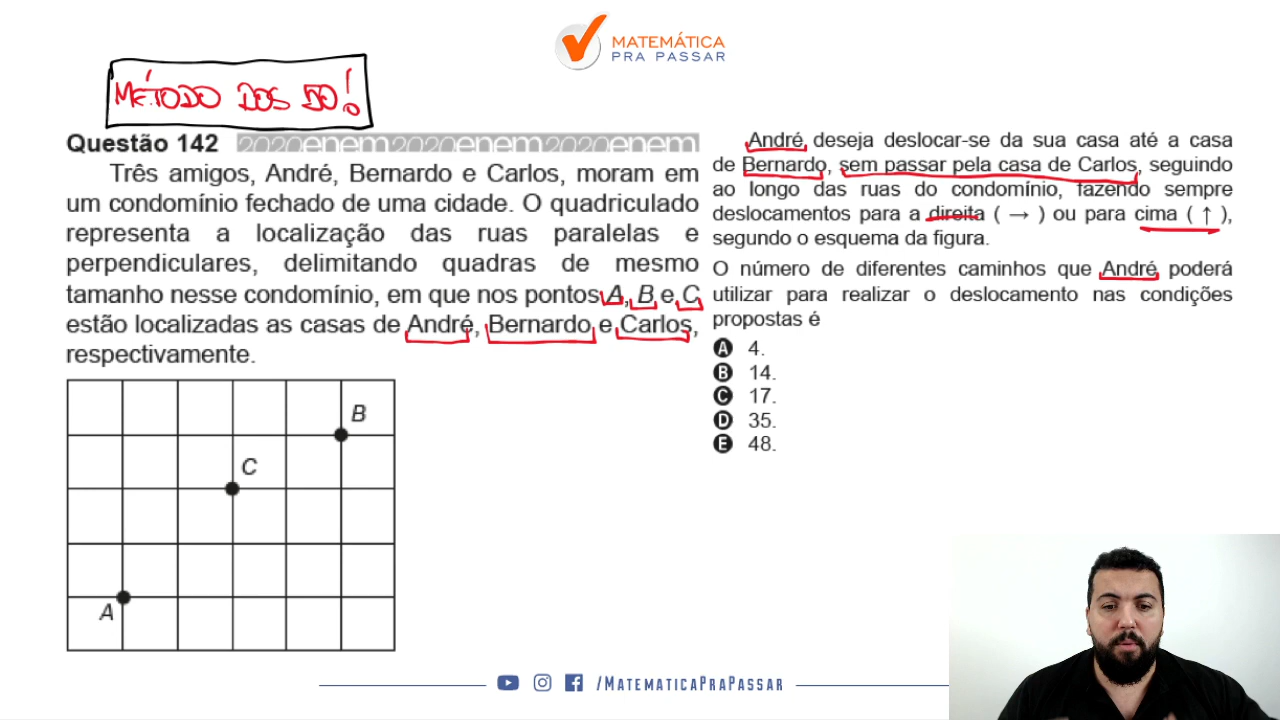 MATEMÁTICA
PRA PASSAR
MÉTODO DOS 50!
Questão 142
2020enem2020enem2020enem
Três amigos, André, Bernardo e Carlos, moram em
um condomínio fechado de uma cidade. O quadriculado
representa a localização das ruas paralelas e
perpendiculares, delimitando quadras de mesmo
tamanho nesse condomínio, em que nos pontos A, B e C
estão localizadas as casas de André, Bernardo e Carlos,
respectivamente.
B
C
A
André deseja deslocar-se da sua casa até a casa
de Bernardo, sem passar pela casa de Carlos, seguindo
ao longo das ruas do condomínio, fazendo sempre
deslocamentos para a direita ( → ) ou para cima ( ↑ ),
segundo o esquema da figura.
O número de diferentes caminhos que André poderá
utilizar para realizar o deslocamento nas condições
propostas é
A 4.
B 14.
C 17.
D 35.
E 48.
/MATEMATICAPRAPASSAR